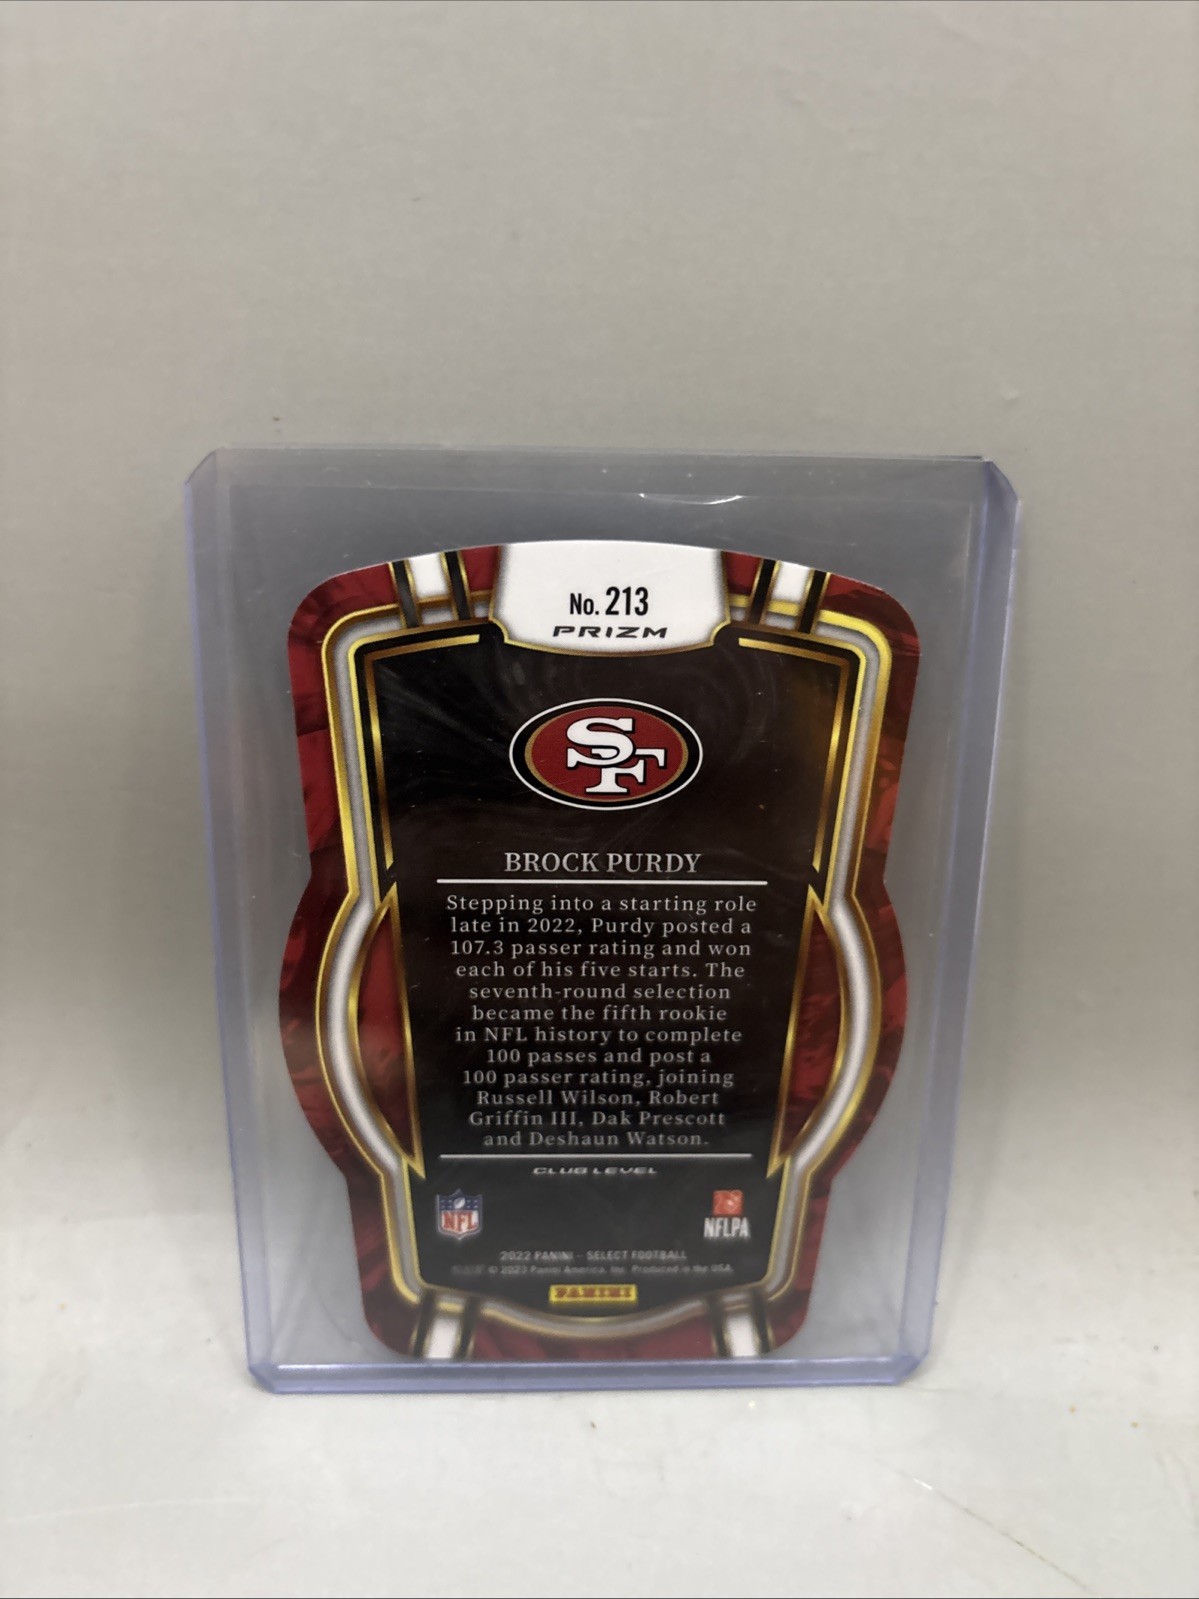 No. 213
PRIZM
SF
BROCK PURDY
Stepping into a starting role
late in 2022, Purdy posted a
107.3 passer rating and won
each of his five starts. The
seventh-round selection
became the fifth rookie
in NFL history to complete
100 passes and post a
100 passer rating, joining
Russell Wilson, Robert
Griffin III, Dak Prescott
and Deshaun Watson.
CLUB LEVEL
NFL
NFLPA
2022 PANINI - SELECT FOOTBALL
© 2023 Panini America, Inc. Produced in the USA.
PANINI